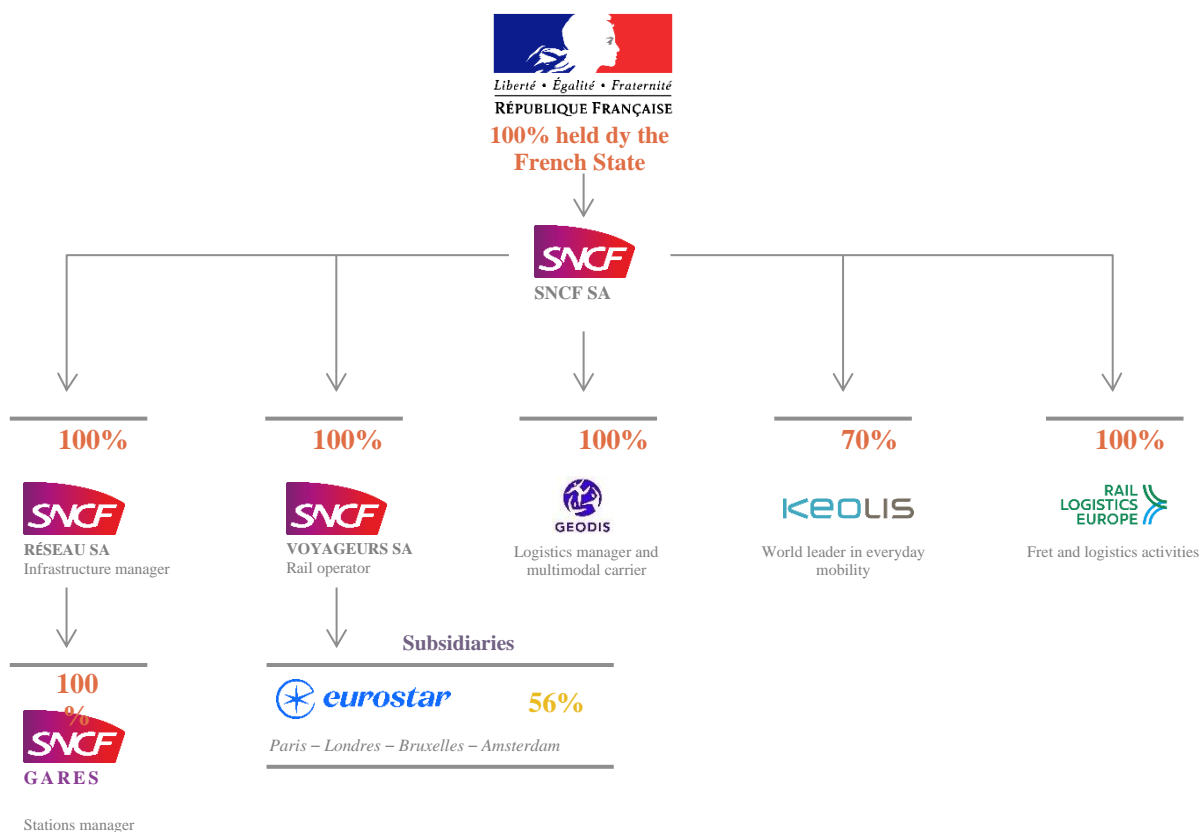 Liberté • Égalité • Fraternité
RÉPUBLIQUE FRANÇAISE
100% held dy the
French State
SNCF
SNCF SA
100%
100%
100%
70%
100%
SNCF
RÉSEAU SA
Infrastructure manager
SNCF
VOYAGEURS SA
Rail operator
GEODIS
Logistics manager and
multimodal carrier
KEOLIS
World leader in everyday
mobility
RAIL
LOGISTICS
EUROPE
Fret and logistics activities
100
%
SNCF
GARES
Stations manager
Subsidiaries
eurostar
56%
Paris – Londres – Bruxelles – Amsterdam